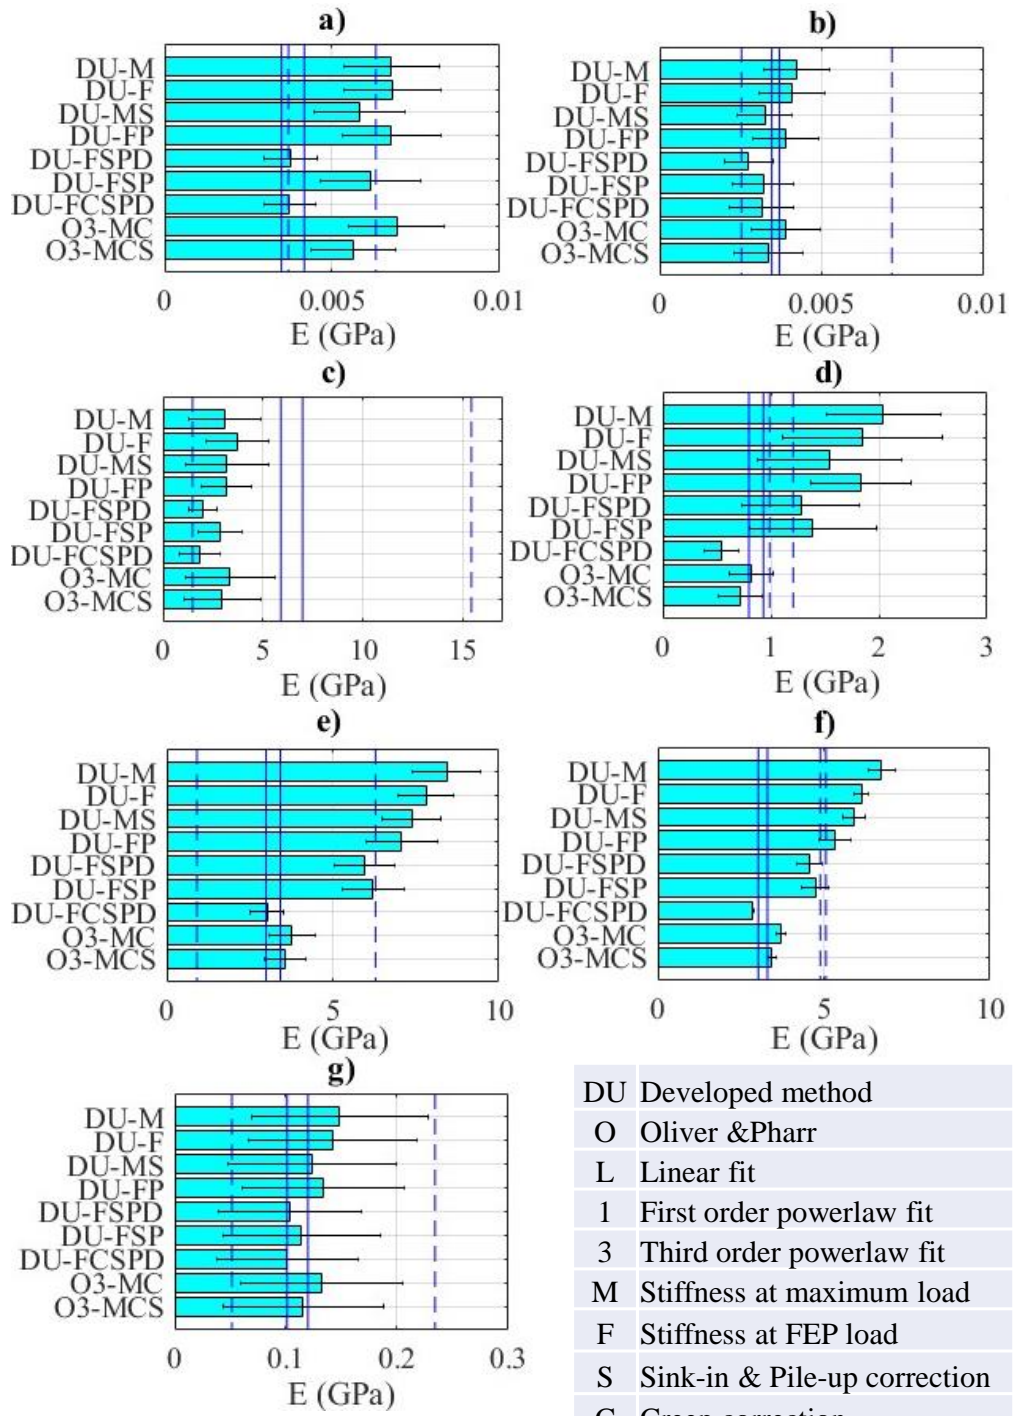 a)
DU-M
DU-F
DU-MS
DU-FP
DU-FSPD
DU-FSP
DU-FCSPD
O3-MC
O3-MCS
0 0.005 0.01
E (GPa)
b)
DU-M
DU-F
DU-MS
DU-FP
DU-FSPD
DU-FSP
DU-FCSPD
O3-MC
O3-MCS
0 0.005 0.01
E (GPa)
c)
DU-M
DU-F
DU-MS
DU-FP
DU-FSPD
DU-FSP
DU-FCSPD
O3-MC
O3-MCS
0 5 10 15
E (GPa)
d)
DU-M
DU-F
DU-MS
DU-FP
DU-FSPD
DU-FSP
DU-FCSPD
O3-MC
O3-MCS
0 1 2 3
E (GPa)
e)
DU-M
DU-F
DU-MS
DU-FP
DU-FSPD
DU-FSP
DU-FCSPD
O3-MC
O3-MCS
0 5 10
E (GPa)
f)
DU-M
DU-F
DU-MS
DU-FP
DU-FSPD
DU-FSP
DU-FCSPD
O3-MC
O3-MCS
0 5 10
E (GPa)
g)
DU-M
DU-F
DU-MS
DU-FP
DU-FSPD
DU-FSP
DU-FCSPD
O3-MC
O3-MCS
0 0.1 0.2 0.3
E (GPa)
DU Developed method
O Oliver &Pharr
L Linear fit
1 First order powerlaw fit
3 Third order powerlaw fit
M Stiffness at maximum load
F Stiffness at FEP load
S Sink-in & Pile-up correction